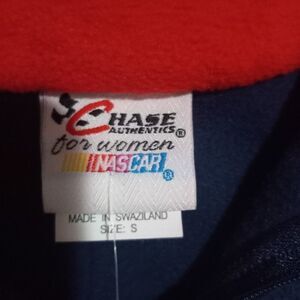 CHASE
AUTHENTICS®
for women
NASCAR®
MADE IN SWAZILAND
SIZE: S